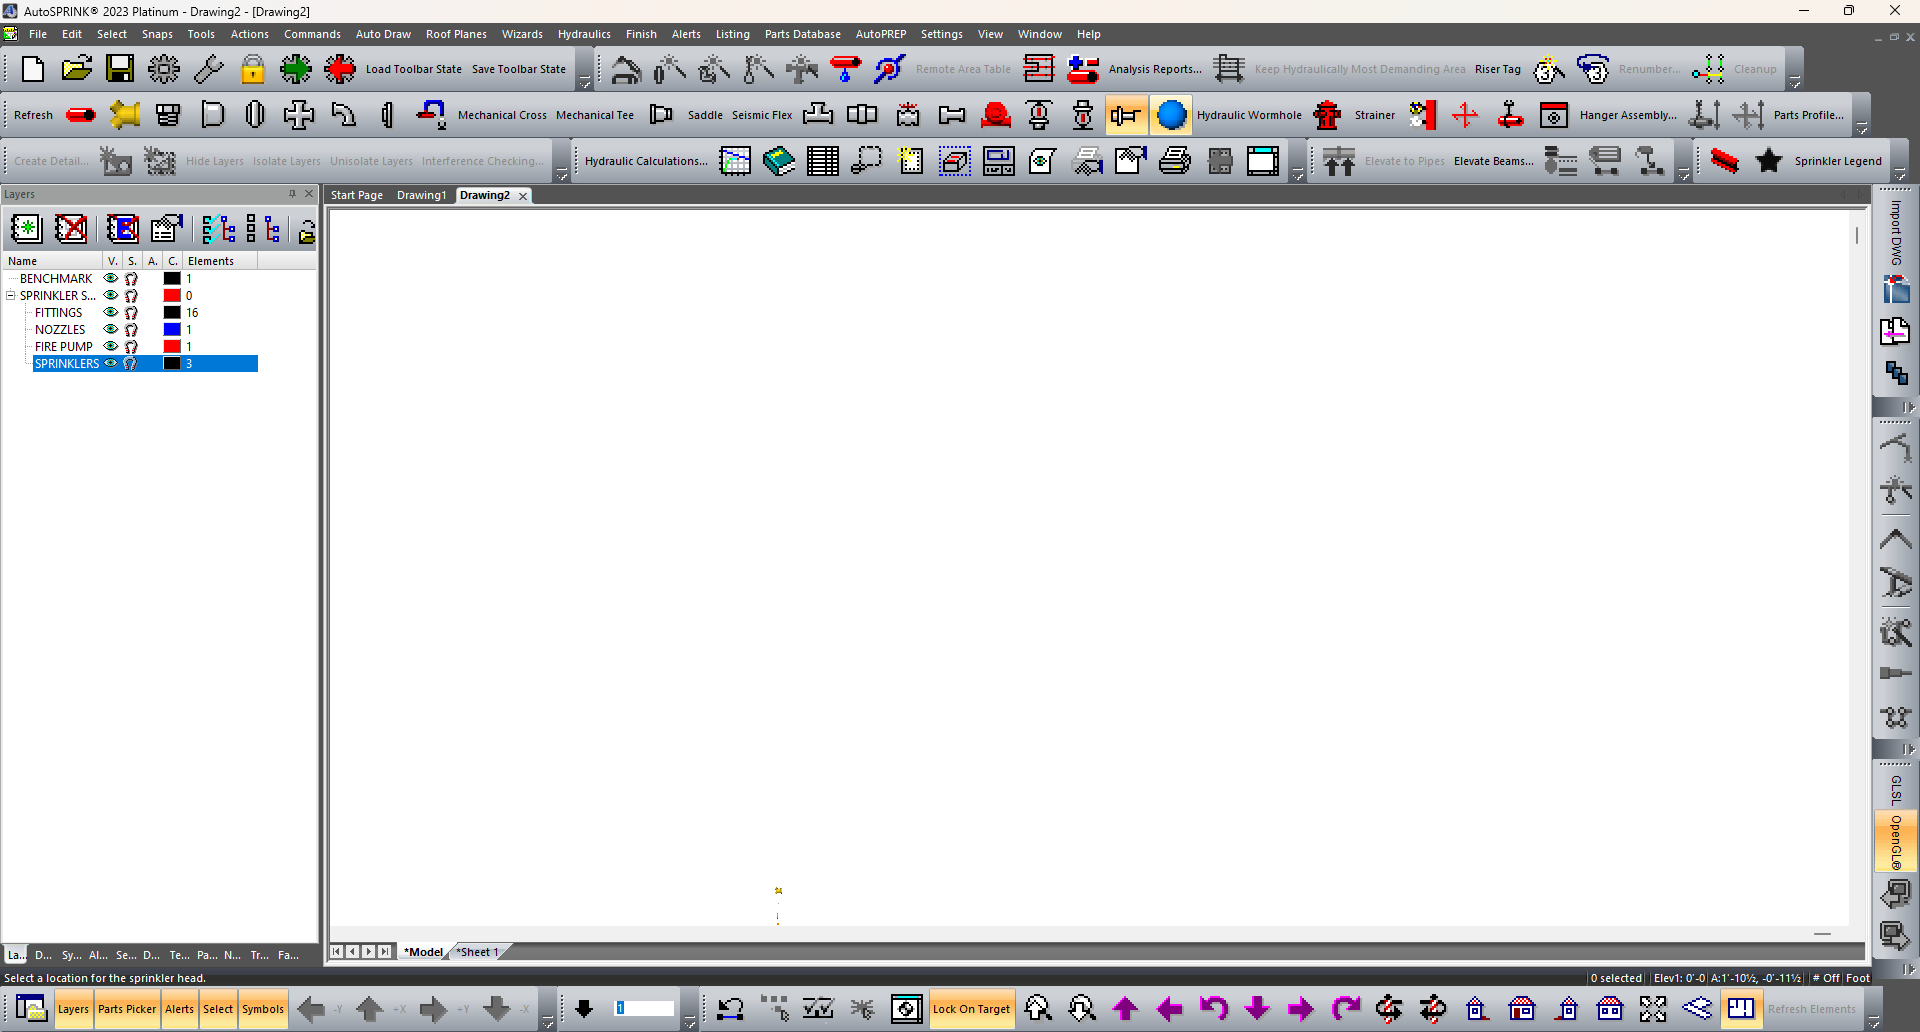 AutoSPRINK® 2023 Platinum - Drawing2 - [Drawing2]
File Edit Select Snaps Tools Actions Commands Auto Draw Roof Planes Wizards Hydraulics Finish Alerts Listing Parts Database AutoPREP Settings View Window Help
Load Toolbar State Save Toolbar State Remote Area Table Analysis Reports... Keep Hydraulically Most Demanding Area Riser Tag Renumber... Cleanup
Refresh Mechanical Cross Mechanical Tee Saddle Seismic Flex Hydraulic Wormhole Strainer Hanger Assembly... Parts Profile...
Create Detail... Hide Layers Isolate Layers Unisolate Layers Interference Checking... Hydraulic Calculations... Elevate to Pipes Elevate Beams... Sprinkler Legend
Layers
Start Page Drawing1 Drawing2
Import DWG
Name V. S. A. C. Elements
BENCHMARK 1
SPRINKLER S... 0
FITTINGS 16
NOZZLES 1
FIRE PUMP 1
SPRINKLERS 3
GLSL
OpenGL®
La... D... Sy... Al... Se... D... Te... Pa... N... Tr... Fa...
*Model *Sheet 1
Select a location for the sprinkler head.
0 selected Elev1: 0'-0 A:1'-10½, -0'-11½ # Off Foot
Layers Parts Picker Alerts Select Symbols -Y +X +Y -X 1 Lock On Target Refresh Elements